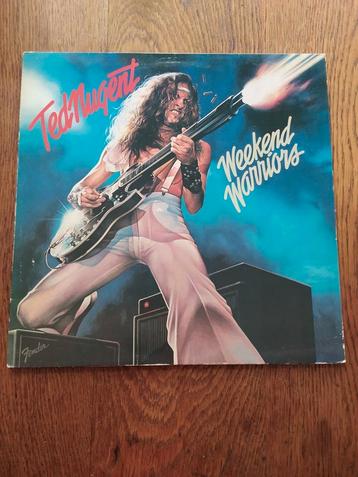 Ted Nugent
Weekend
Warriors
Fender